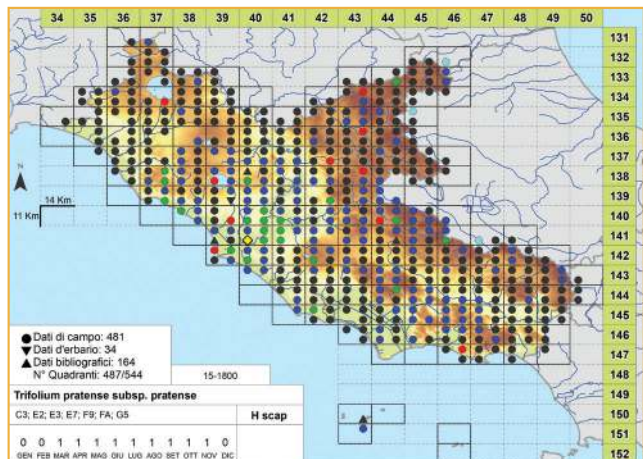 34 35 36 37 38 39 40 41 42 43 44 45 46 47 48 49 50
131
132
133
134
135
136
137
138
139
140
141
142
143
144
145
146
147
148
149
150
151
152
N
14 Km
11 Km
Dati di campo: 481
Dati d'erbario: 34
Dati bibliografici: 164
N° Quadranti: 487/544
15-1800
Trifolium pratense subsp. pratense
C3; E2; E3; E7; F9; FA; G5
H scap
0 0 1 1 1 1 1 1 1 1 1 0
GEN FEB MAR APR MAG GIU LUG AGO SET OTT NOV DIC